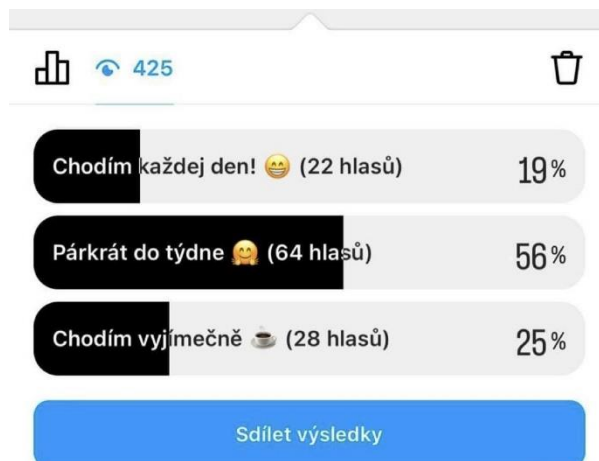 425
Chodím každej den! 😁 (22 hlasů) 19%
Párkrát do týdne 🤗 (64 hlasů) 56%
Chodím vyjímečně ☕ (28 hlasů) 25%
Sdílet výsledky